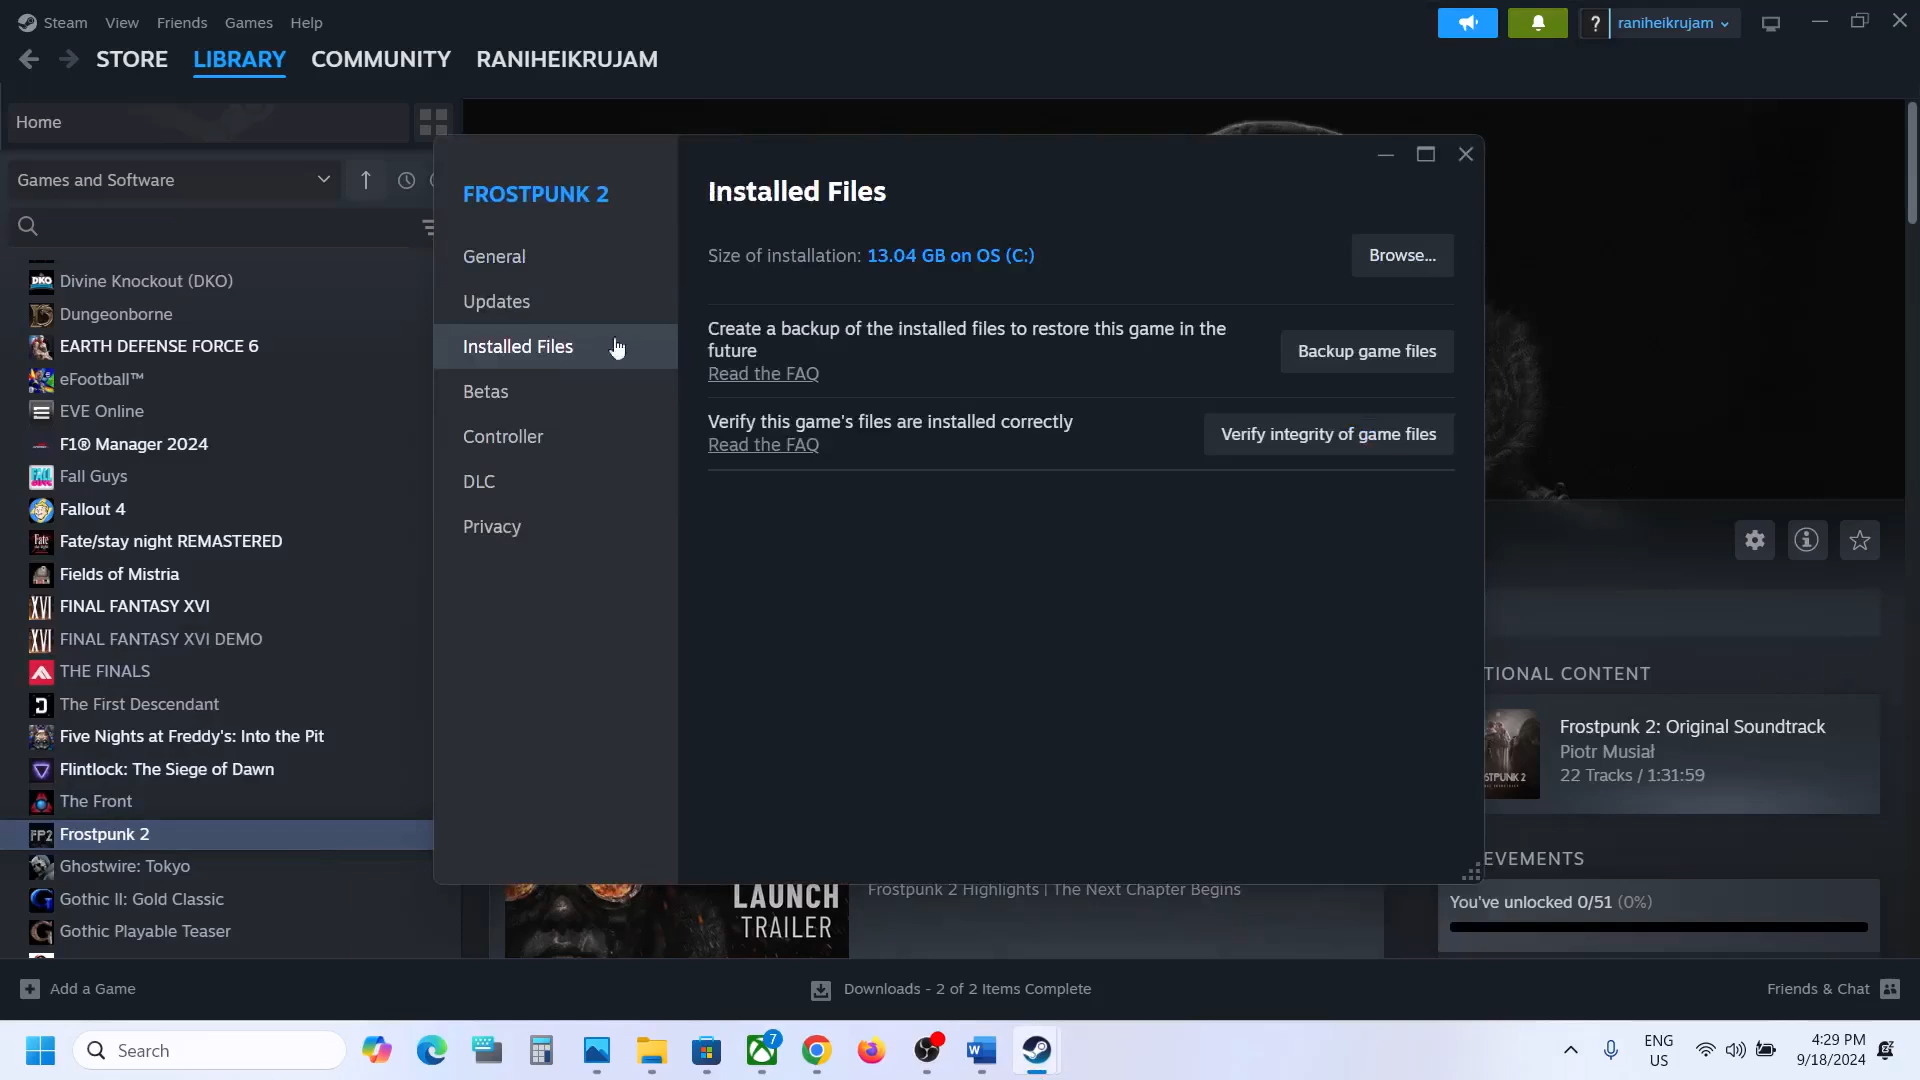 Steam View Friends Games Help
raniheikrujam
STORE LIBRARY COMMUNITY RANIHEIKRUJAM
Home
Games and Software
Divine Knockout (DKO)
Dungeonborne
EARTH DEFENSE FORCE 6
eFootball™
EVE Online
F1® Manager 2024
Fall Guys
Fallout 4
Fate/stay night REMASTERED
Fields of Mistria
FINAL FANTASY XVI
FINAL FANTASY XVI DEMO
THE FINALS
The First Descendant
Five Nights at Freddy's: Into the Pit
Flintlock: The Siege of Dawn
The Front
Frostpunk 2
Ghostwire: Tokyo
Gothic II: Gold Classic
Gothic Playable Teaser
FROSTPUNK 2
General
Updates
Installed Files
Betas
Controller
DLC
Privacy
Installed Files
Size of installation: 13.04 GB on OS (C:)
Browse...
Create a backup of the installed files to restore this game in the
future
Read the FAQ
Backup game files
Verify this game's files are installed correctly
Read the FAQ
Verify integrity of game files
TIONAL CONTENT
Frostpunk 2: Original Soundtrack
Piotr Musiał
22 Tracks / 1:31:59
EVEMENTS
You've unlocked 0/51 (0%)
LAUNCH
TRAILER
Frostpunk 2 Highlights | The Next Chapter Begins
Add a Game
Downloads - 2 of 2 Items Complete
Friends & Chat
Search
7
ENG
US
4:29 PM
9/18/2024